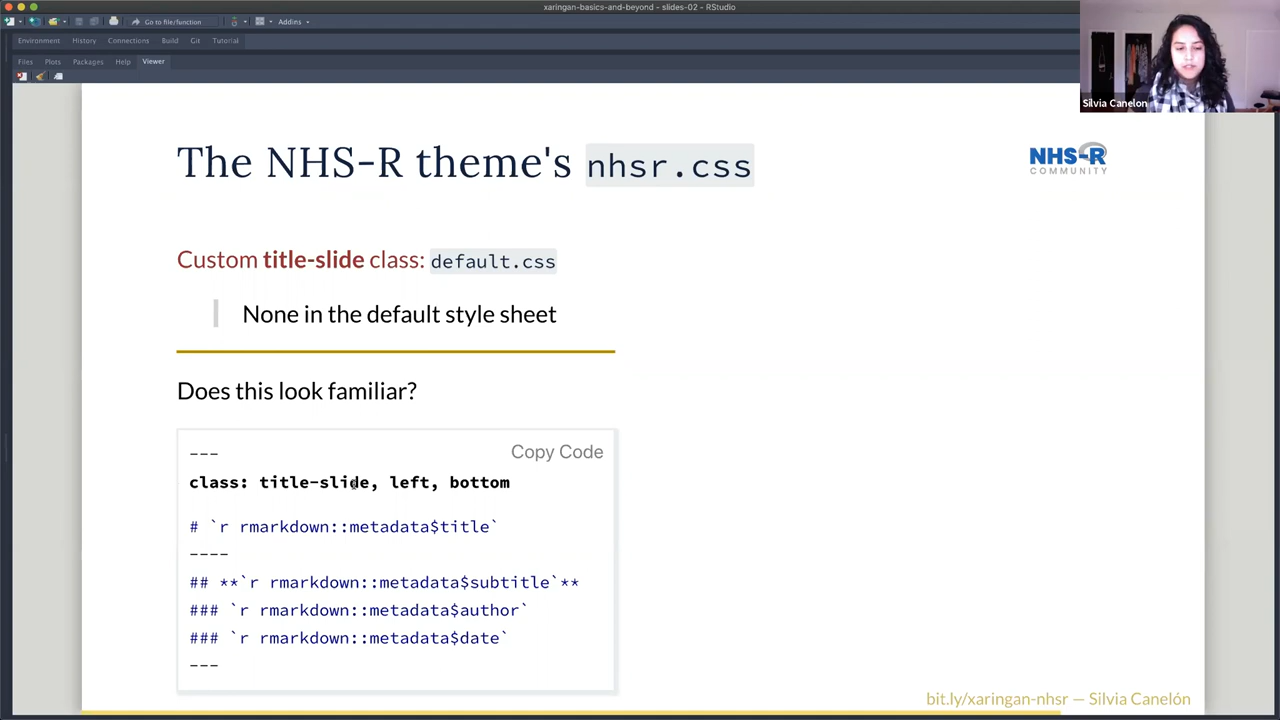 xaringan-basics-and-beyond - slides-02 - RStudio
Go to file/function
Addins
Environment History Connections Build Git Tutorial
Files Plots Packages Help Viewer
Silvia Canelon
The NHS-R theme's nhsr.css
NHS-R
COMMUNITY
Custom title-slide class: default.css
None in the default style sheet
Does this look familiar?
Copy Code
---
class: title-slide, left, bottom
# `r rmarkdown::metadata$title`
----
## **`r rmarkdown::metadata$subtitle`**
### `r rmarkdown::metadata$author`
### `r rmarkdown::metadata$date`
---
bit.ly/xaringan-nhsr — Silvia Canelón